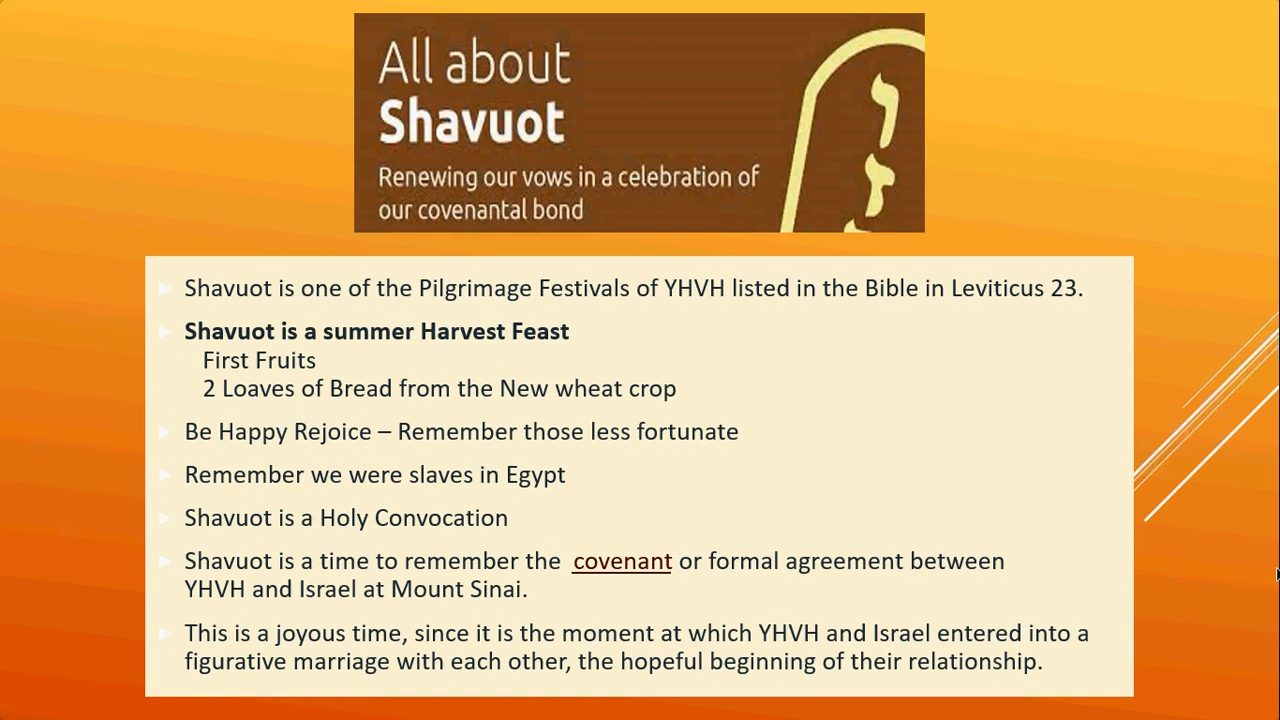 All about
Shavuot
Renewing our vows in a celebration of
our covenantal bond
ו
ז
Shavuot is one of the Pilgrimage Festivals of YHVH listed in the Bible in Leviticus 23.
Shavuot is a summer Harvest Feast
First Fruits
2 Loaves of Bread from the New wheat crop
Be Happy Rejoice – Remember those less fortunate
Remember we were slaves in Egypt
Shavuot is a Holy Convocation
Shavuot is a time to remember the covenant or formal agreement between
YHVH and Israel at Mount Sinai.
This is a joyous time, since it is the moment at which YHVH and Israel entered into a
figurative marriage with each other, the hopeful beginning of their relationship.